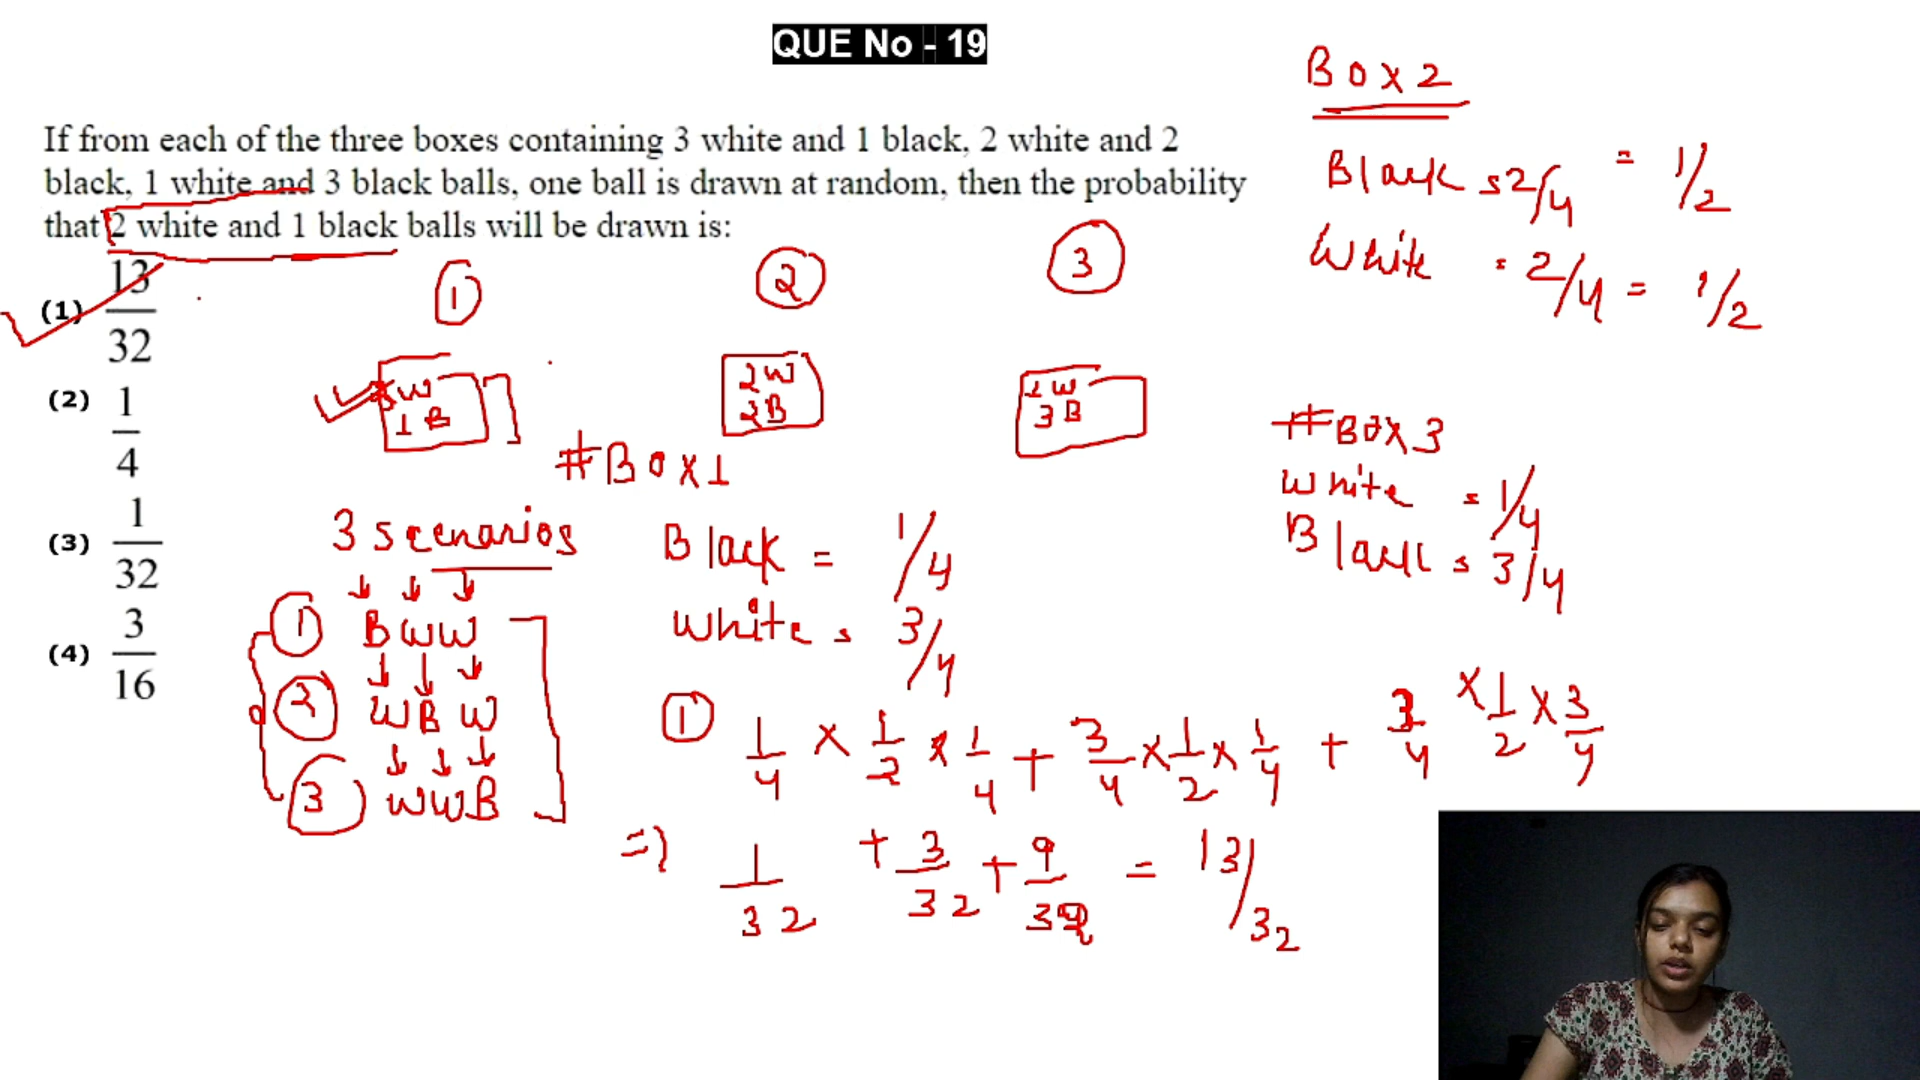 QUE No - 19
If from each of the three boxes containing 3 white and 1 black, 2 white and 2
black, 1 white and 3 black balls, one ball is drawn at random, then the probability
that 2 white and 1 black balls will be drawn is:
(1) 13/32
(2) 1/4
(3) 1/32
(4) 3/16
1
2
3
3W
1B
2W
2B
1W
3B
Box 2
Black = 2/4 = 1/2
White = 2/4 = 1/2
#Box1
Black = 1/4
White = 3/4
#Box 3
White = 1/4
Black = 3/4
3 scenarios
1 B W W
2 W B W
3 W W B
1 1/4 × 1/2 × 1/4 + 3/4 × 1/2 × 1/4 + 3/4 × 1/2 × 3/4
=) 1/32 + 3/32 + 9/32 = 13/32